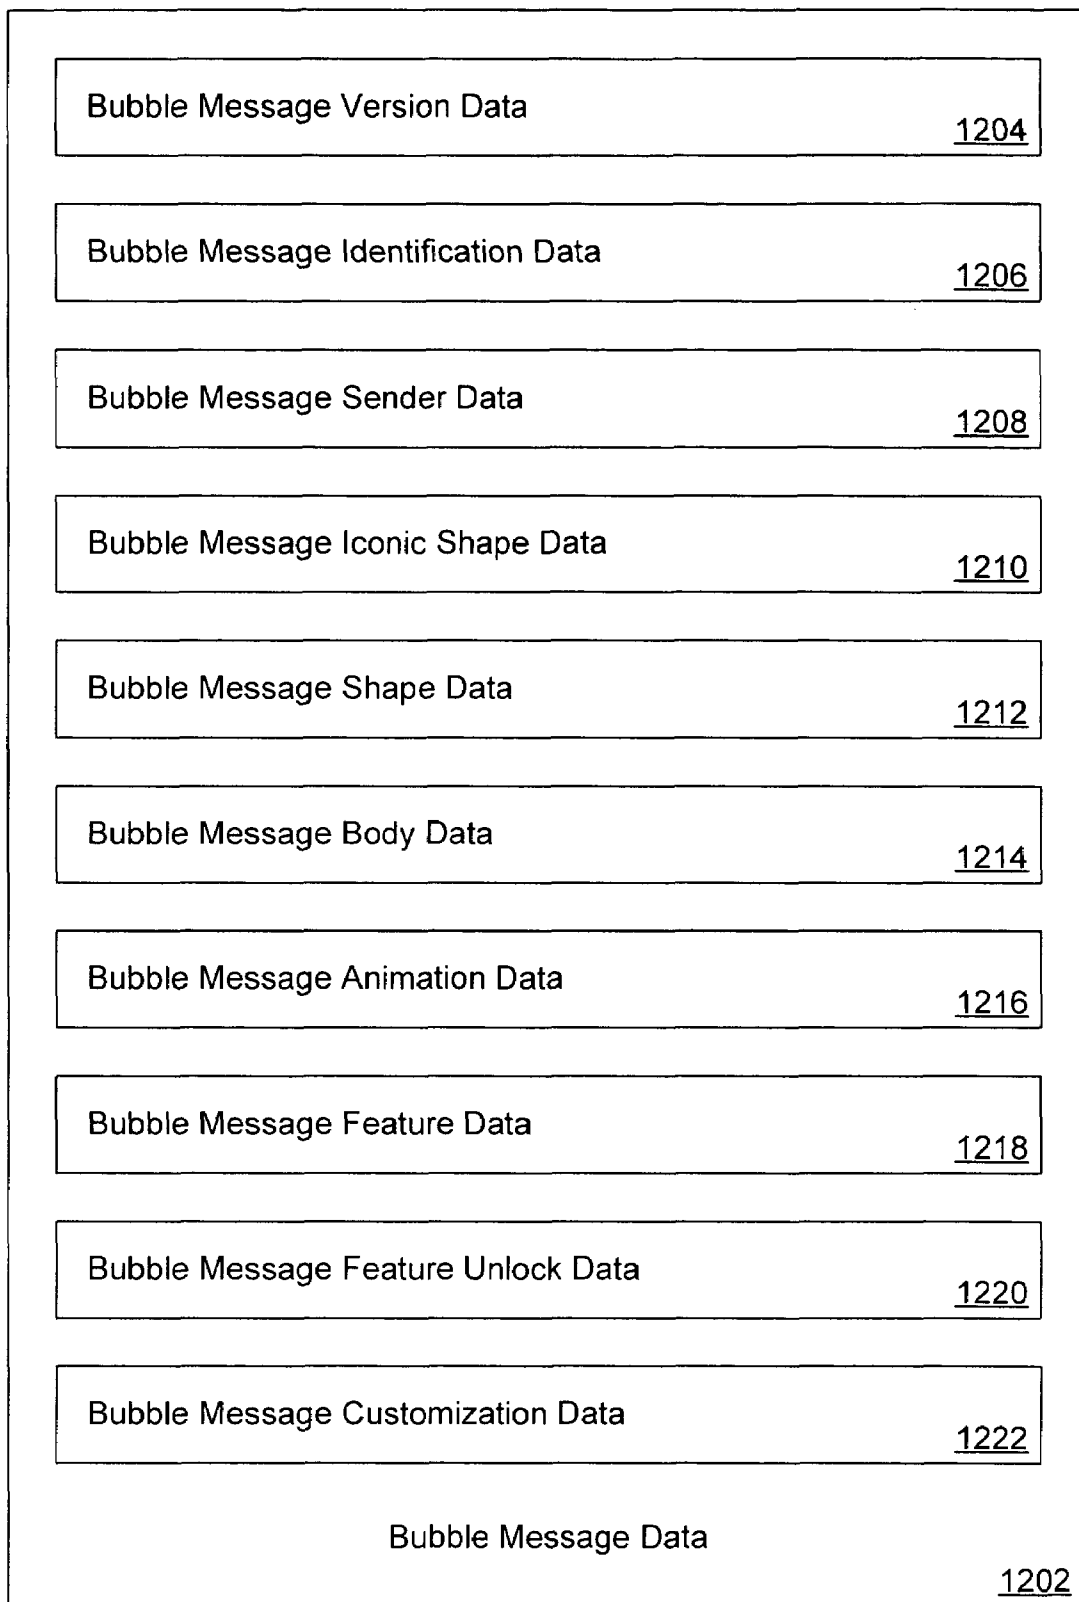 Bubble Message Version Data
1204
Bubble Message Identification Data
1206
Bubble Message Sender Data
1208
Bubble Message Iconic Shape Data
1210
Bubble Message Shape Data
1212
Bubble Message Body Data
1214
Bubble Message Animation Data
1216
Bubble Message Feature Data
1218
Bubble Message Feature Unlock Data
1220
Bubble Message Customization Data
1222
Bubble Message Data
1202